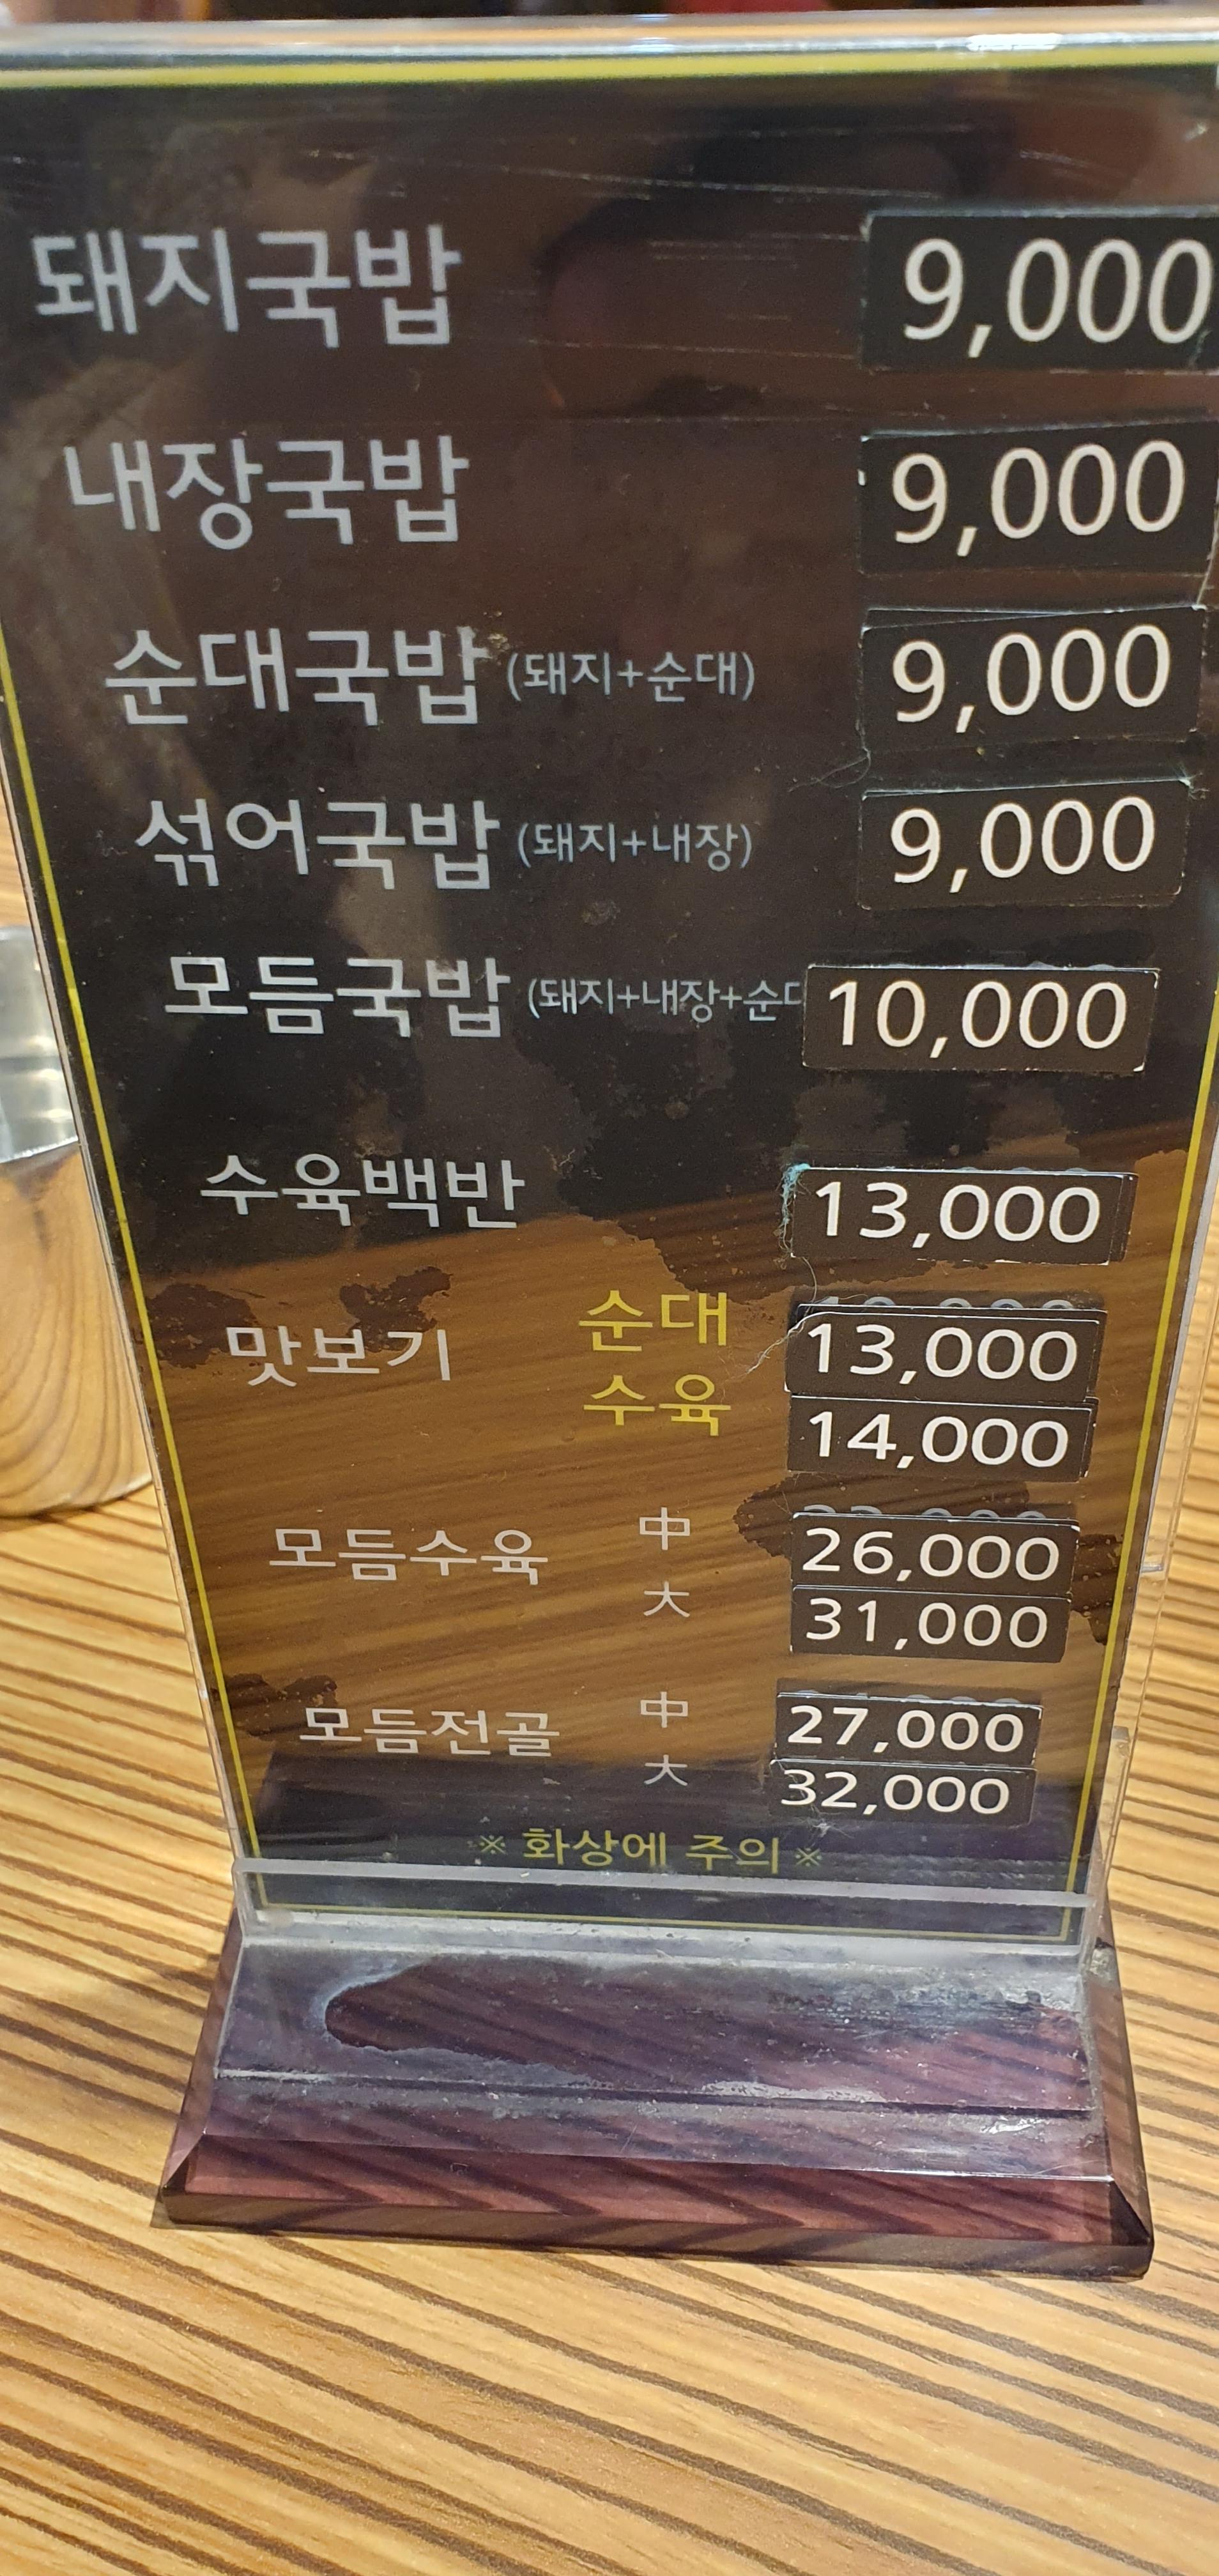 돼지국밥 9,000
내장국밥 9,000
순대국밥 (돼지+순대) 9,000
섞어국밥 (돼지+내장) 9,000
모듬국밥 (돼지+내장+순 10,000
수육백반 13,000
맛보기 순대 13,000
수육 14,000
모듬수육 中 26,000
大 31,000
모듬전골 中 27,000
大 32,000
※ 화상에 주의 ※